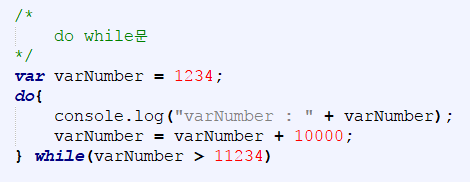 /*
    do while문
*/
var varNumber = 1234;
do{
    console.log("varNumber : " + varNumber);
    varNumber = varNumber + 10000;
} while(varNumber > 11234)